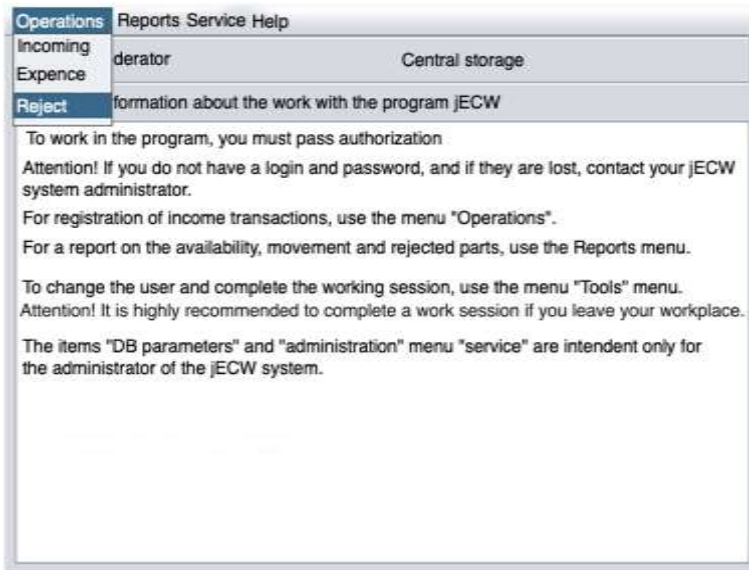 Operations Reports Service Help
Incoming
Expence
Reject
derator Central storage
formation about the work with the program jECW
To work in the program, you must pass authorization
Attention! If you do not have a login and password, and if they are lost, contact your jECW
system administrator.
For registration of income transactions, use the menu "Operations".
For a report on the availability, movement and rejected parts, use the Reports menu.
To change the user and complete the working session, use the menu "Tools" menu.
Attention! It is highly recommended to complete a work session if you leave your workplace.
The items "DB parameters" and "administration" menu "service" are intendent only for
the administrator of the jECW system.